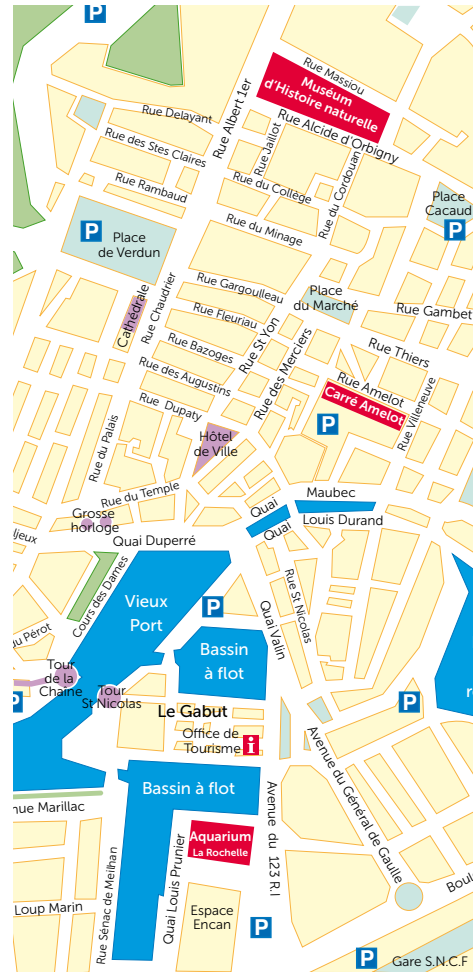 P
Rue Massiou
Muséum
d'Histoire naturelle
Rue Delayant
Rue Albert 1er
Rue Alcide d'Orbigny
Rue des Stes Claires
Rue Jaillot
Rue du Cordouan
Rue Rambaud
Rue du Collège
Place
Cacaud
P
P
Place
de Verdun
Rue du Minage
Cathédrale
Rue Chaudrier
Rue Gargoulleau
Place
du Marché
Rue Gambet
Rue Fleuriau
Rue St Yon
Rue Bazoges
Rue des Merciers
Rue Thiers
Rue des Augustins
Rue Amelot
Carré Amelot
Rue Villeneuve
Rue Dupaty
P
Rue du Palais
Hôtel
de Ville
Rue du Temple
Quai
Maubec
Grosse
horloge
Quai
Louis Durand
djeux
Quai Duperré
Cours des Dames
Rue St Nicolas
Vieux
Port
P
Quai Valin
Bassin
à flot
u Pérot
Tour
de la
Chaîne
Tour
St Nicolas
P
P
Le Gabut
Office de
Tourisme
i
r
Avenue du Général de Gaulle
Bassin à flot
nue Marillac
Avenue du 123 R.I
Aquarium
La Rochelle
Rue Sénac de Meilhan
Quai Louis Prunier
Boul
Loup Marin
Espace
Encan
P
P
Gare S.N.C.F